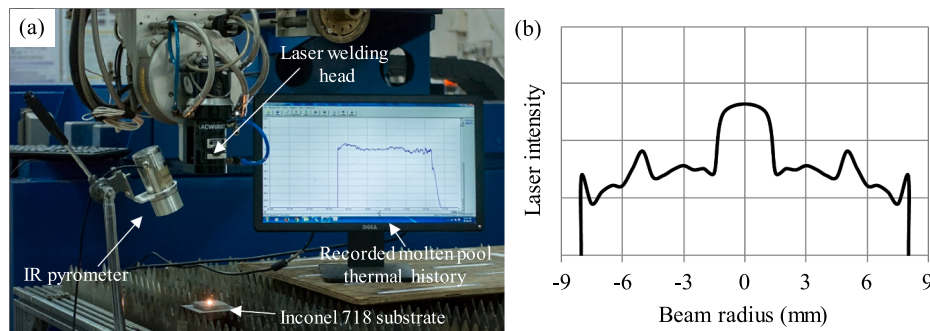 (a)
Laser welding
head
LACWORKS
DELL
Recorded molten pool
thermal history
IR pyrometer
Inconel 718 substrate
(b)
Laser intensity
-9 -6 -3 0 3 6 9
Beam radius (mm)